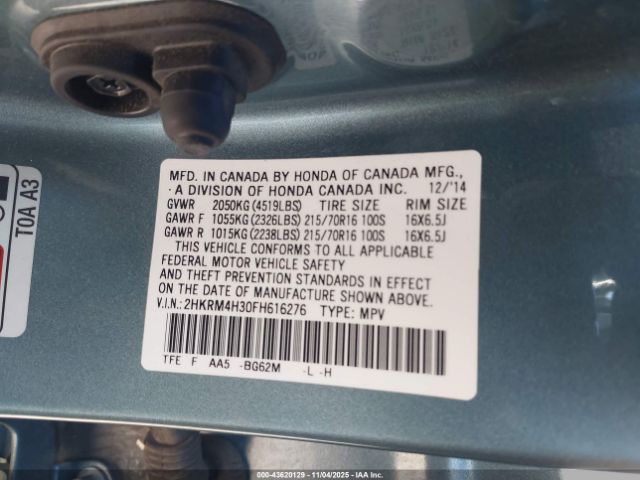 MFD. IN CANADA BY HONDA OF CANADA MFG.,
A DIVISION OF HONDA CANADA INC. 12/'14
GVWR 2050KG(4519LBS) TIRE SIZE RIM SIZE
GAWR F 1055KG(2326LBS) 215/70R16 100S 16X6.5J
GAWR R 1015KG(2238LBS) 215/70R16 100S 16X6.5J
THIS VEHICLE CONFORMS TO ALL APPLICABLE
FEDERAL MOTOR VEHICLE SAFETY
AND THEFT PREVENTION STANDARDS IN EFFECT
ON THE DATE OF MANUFACTURE SHOWN ABOVE.
V.I.N.:2HKRM4H30FH616276 TYPE: MPV
TFE F AA5 -BG62M -L -H
T0A A3
000-43620129 11/04/2025 IAA Inc.